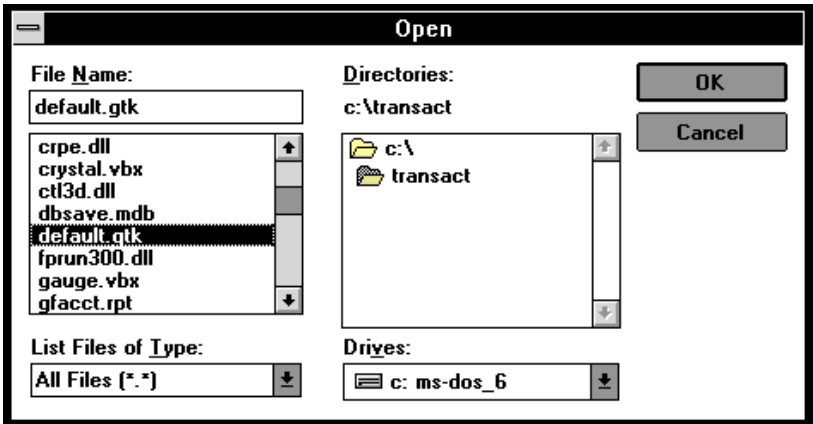 Open
File Name:
default.gtk
crpe.dll
crystal.vbx
ctl3d.dll
dbsave.mdb
default.gtk
fprun300.dll
gauge.vbx
gfacct.rpt
List Files of Type:
All Files (*.*)
Directories:
c:\transact
c:\
transact
Drives:
c: ms-dos_6
OK
Cancel